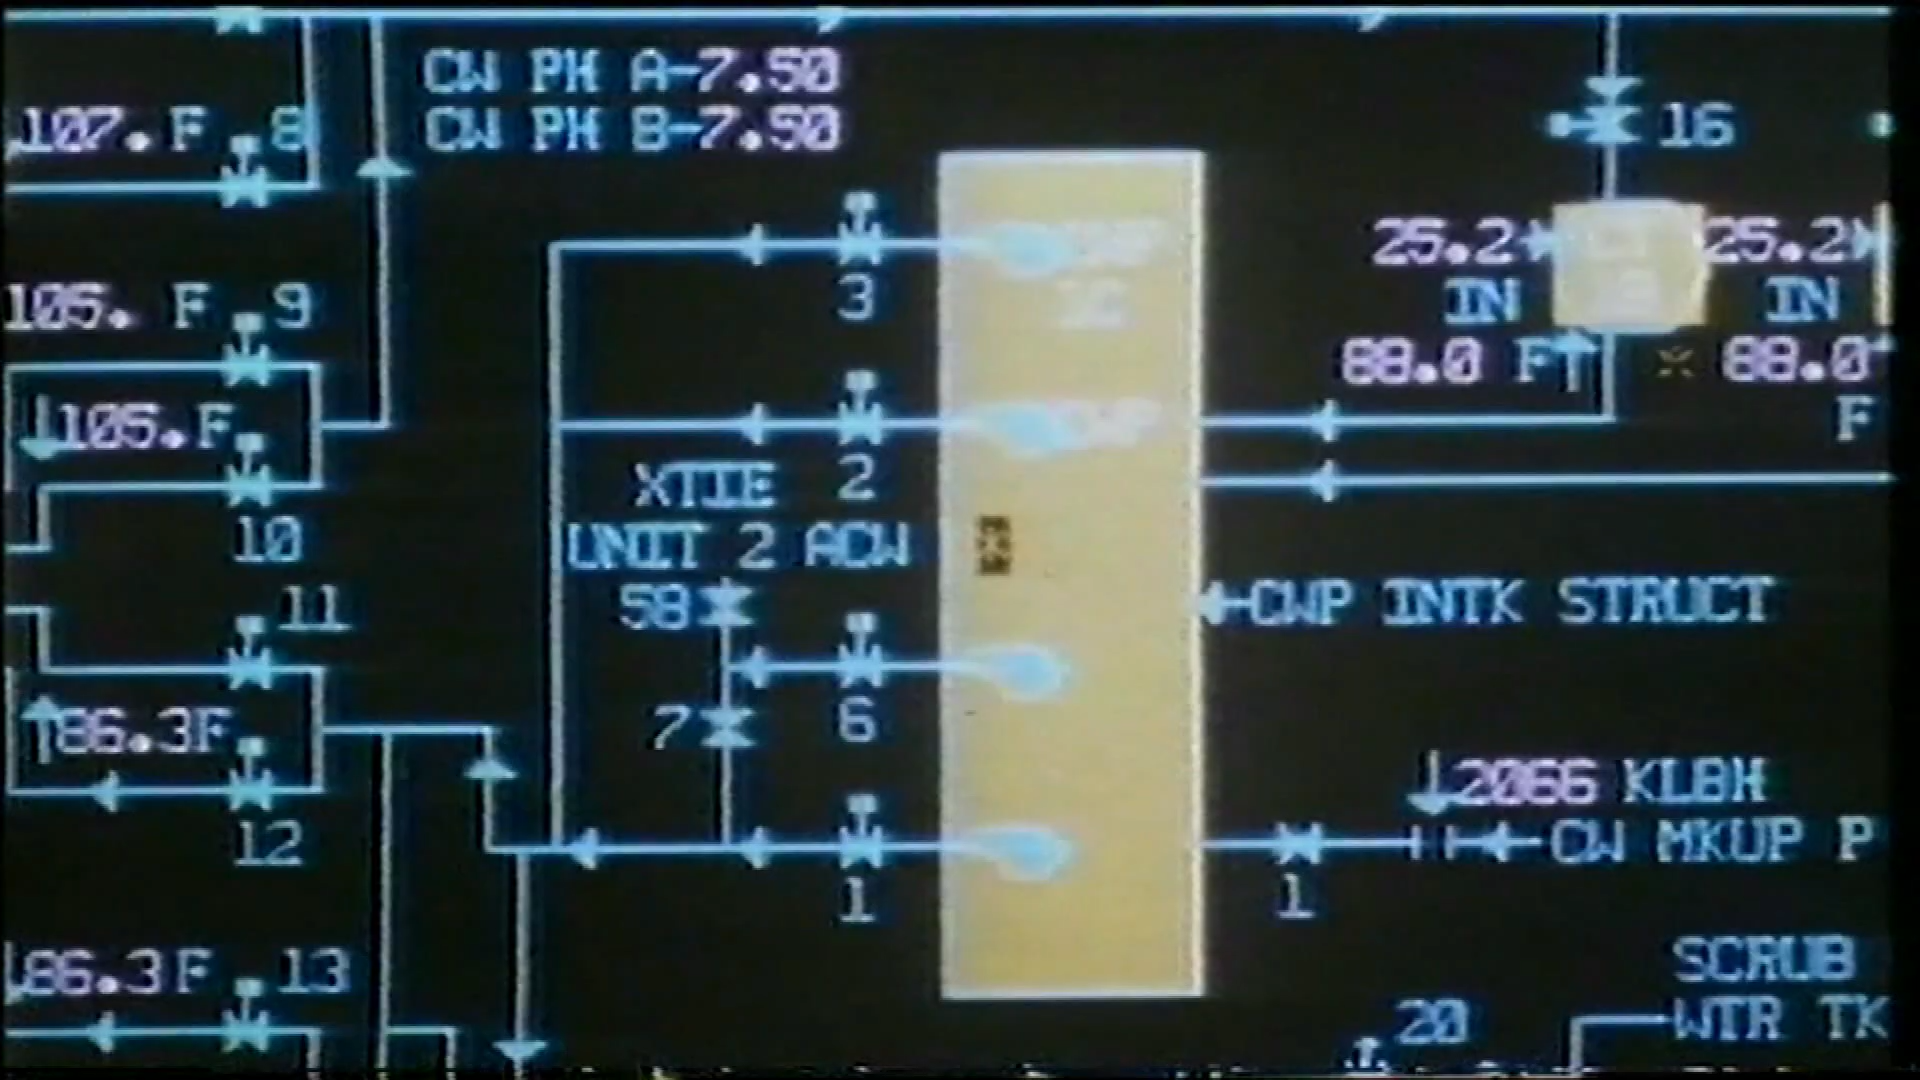 CW PH A-7.50
CW PH B-7.50
107. F 8
16
3
1C
25.2
IN
88.0 F
25.2
IN
88.0
F
105. F 9
105. F
10
XTIE
UNIT 2 ACW
2
58
CWP INTK STRUCT
11
7
6
86.3F
12
2066 KLBH
CW MKUP P
1
1
86.3 F 13
SCRUB
WTR TK
20